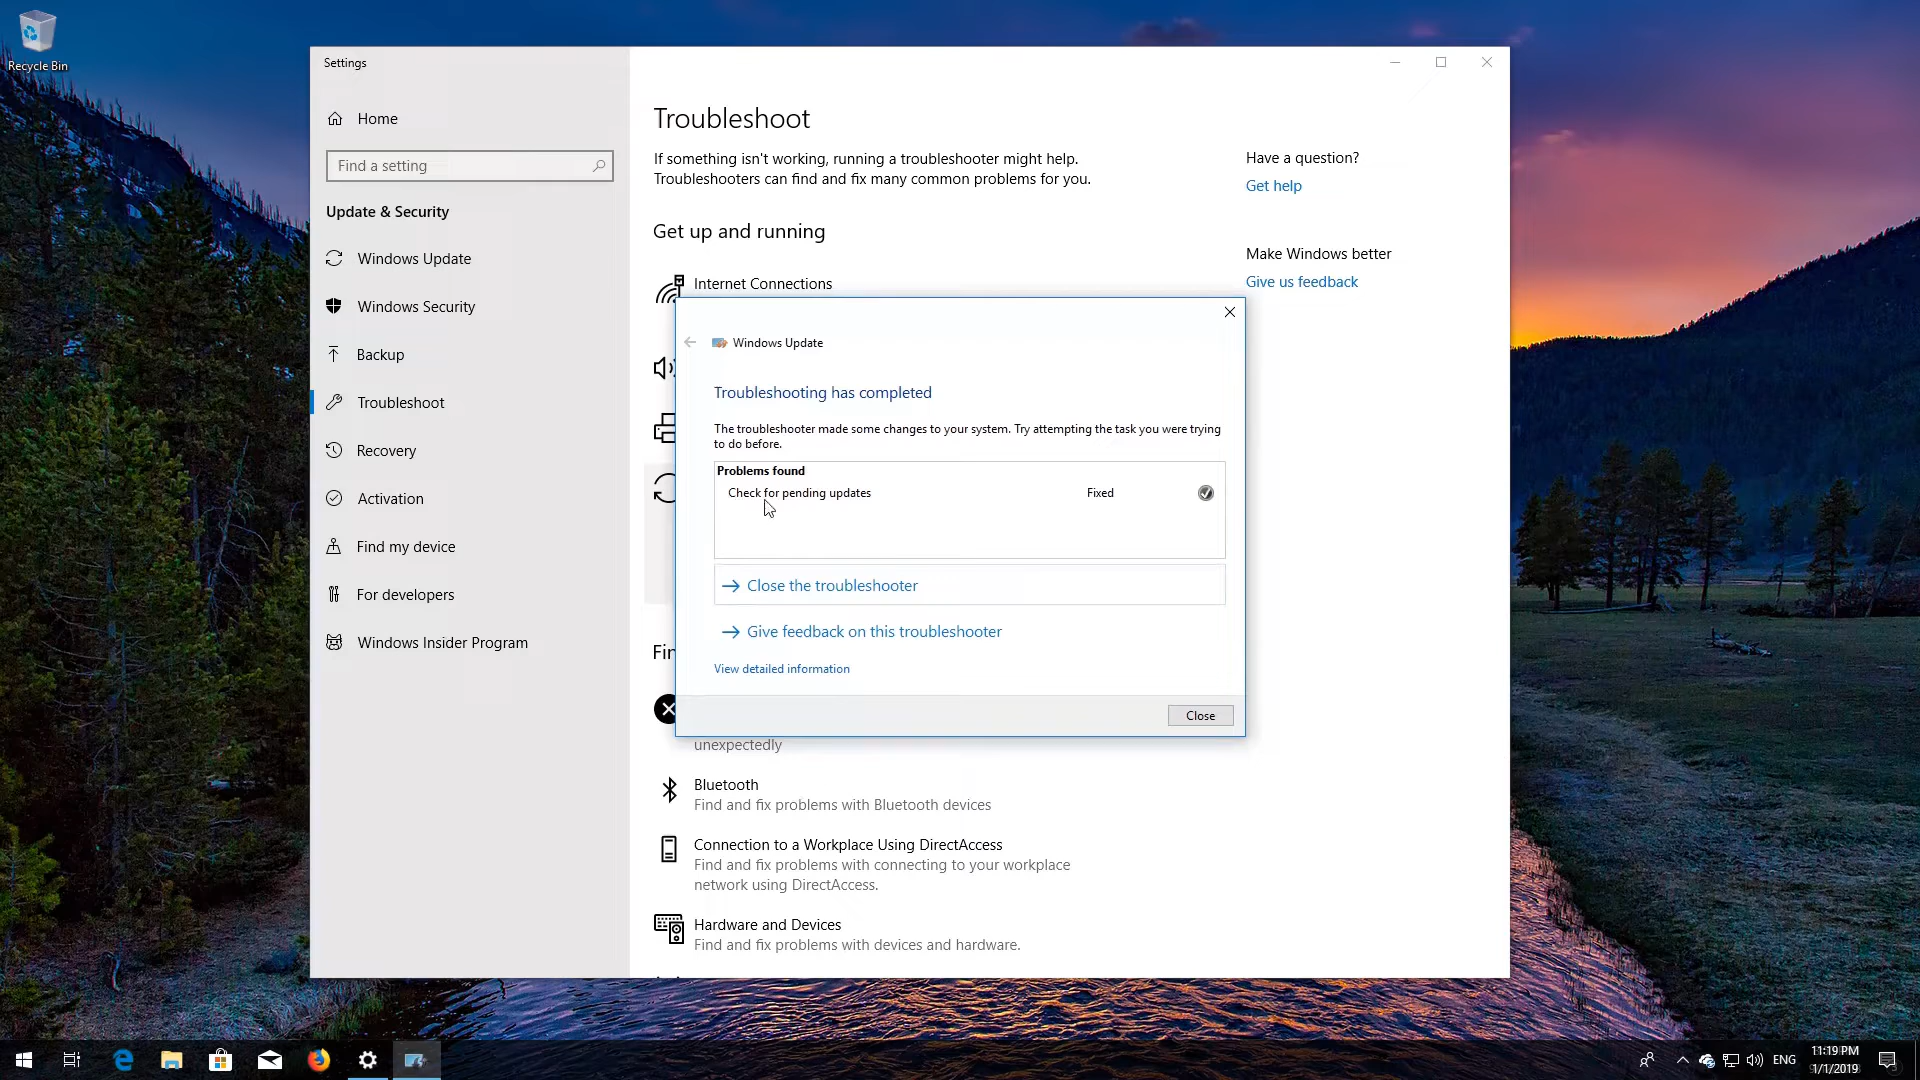 Recycle Bin
Settings
Home
Find a setting
Update & Security
Windows Update
Windows Security
Backup
Troubleshoot
Recovery
Activation
Find my device
For developers
Windows Insider Program
Troubleshoot
If something isn't working, running a troubleshooter might help.
Troubleshooters can find and fix many common problems for you.
Get up and running
Internet Connections
Windows Update
Troubleshooting has completed
The troubleshooter made some changes to your system. Try attempting the task you were trying
to do before.
Problems found
Check for pending updates Fixed
Close the troubleshooter
Give feedback on this troubleshooter
View detailed information
Close
unexpectedly
Bluetooth
Find and fix problems with Bluetooth devices
Connection to a Workplace Using DirectAccess
Find and fix problems with connecting to your workplace
network using DirectAccess.
Hardware and Devices
Find and fix problems with devices and hardware.
Have a question?
Get help
Make Windows better
Give us feedback
ENG
11:19 PM
1/1/2019